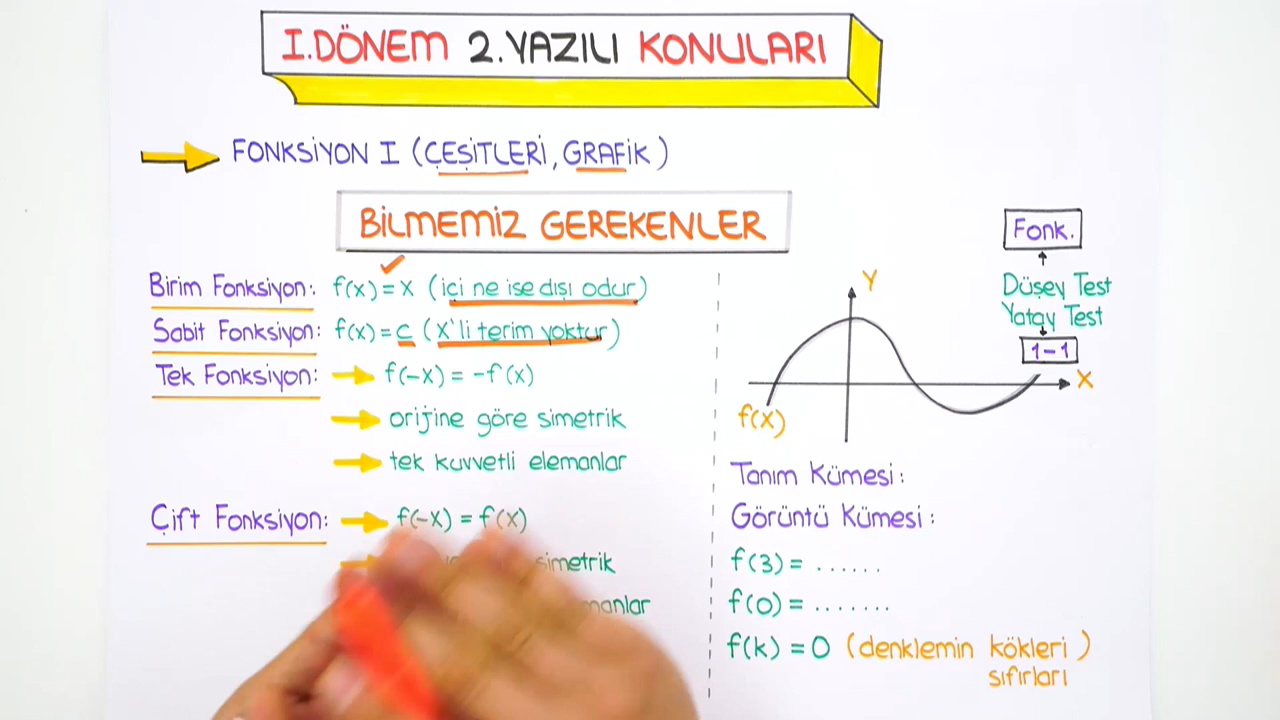 I.DÖNEM 2.YAZILI KONULARI
FONKSİYON I (ÇEŞİTLERİ, GRAFİK)
BİLMEMİZ GEREKENLER
Birim Fonksiyon: f(x)=x (içi ne ise dışı odur)
Sabit Fonksiyon: f(x)=c (x'li terim yoktur)
Tek Fonksiyon: f(-x) = -f(x)
orijine göre simetrik
tek kuvvetli elemanlar
Çift Fonksiyon: f(-x) = f(x)
simetrik
Fonk.
Düşey Test
Yatay Test
1-1
Y
X
f(x)
Tanım Kümesi:
Görüntü Kümesi:
f(3) = ......
f(0) = .......
f(k) = 0 (denklemin kökleri)
sıfırları